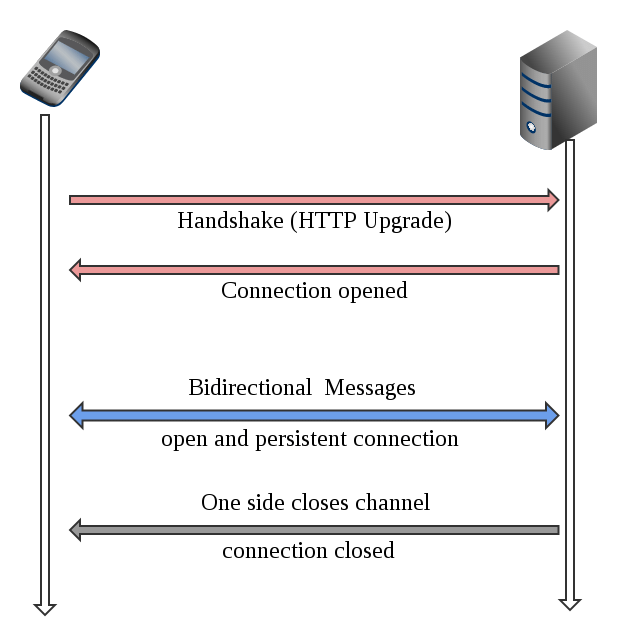 Handshake (HTTP Upgrade)
Connection opened
Bidirectional  Messages
open and persistent connection
One side closes channel
connection closed